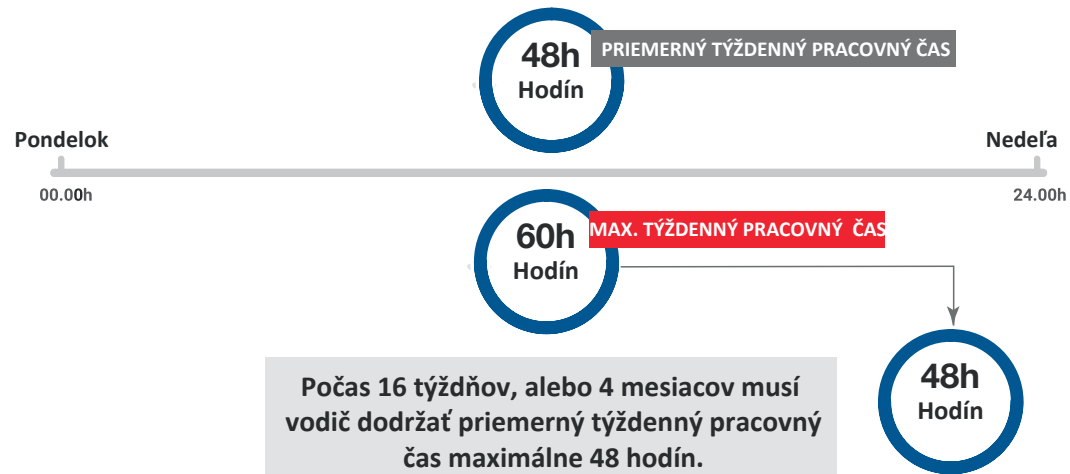 48h
Hodín
PRIEMERNÝ TÝŽDENNÝ PRACOVNÝ ČAS
Pondelok
Nedeľa
00.00h
24.00h
60h
Hodín
MAX. TÝŽDENNÝ PRACOVNÝ ČAS
48h
Hodín
Počas 16 týždňov, alebo 4 mesiacov musí
vodič dodržať priemerný týždenný pracovný
čas maximálne 48 hodín.